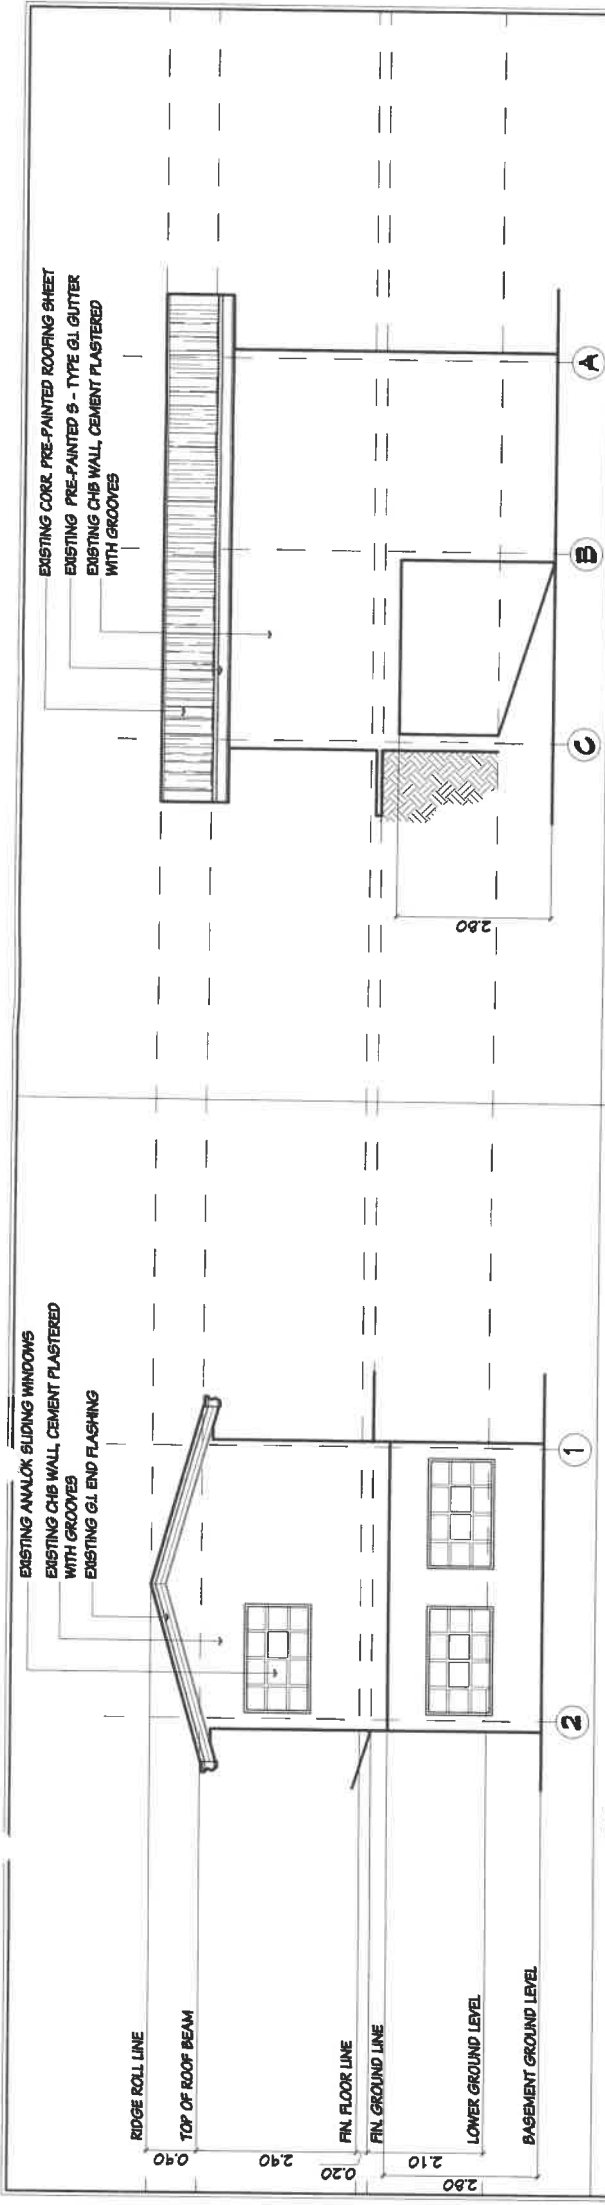 EXISTING ANALOK SLIDING WINDOWS
EXISTING CHB WALL, CEMENT PLASTERED
WITH GROOVES
EXISTING G.I. END FLASHING
RIDGE ROLL LINE
TOP OF ROOF BEAM
FIN. FLOOR LINE
FIN. GROUND LINE
LOWER GROUND LEVEL
BASEMENT GROUND LEVEL
0.90
2.90
0.20
2.10
2.80
2
1
EXISTING CORR. PRE-PAINTED ROOFING SHEET
EXISTING PRE-PAINTED S - TYPE G.I. GUTTER
EXISTING CHB WALL, CEMENT PLASTERED
WITH GROOVES
2.80
C
B
A